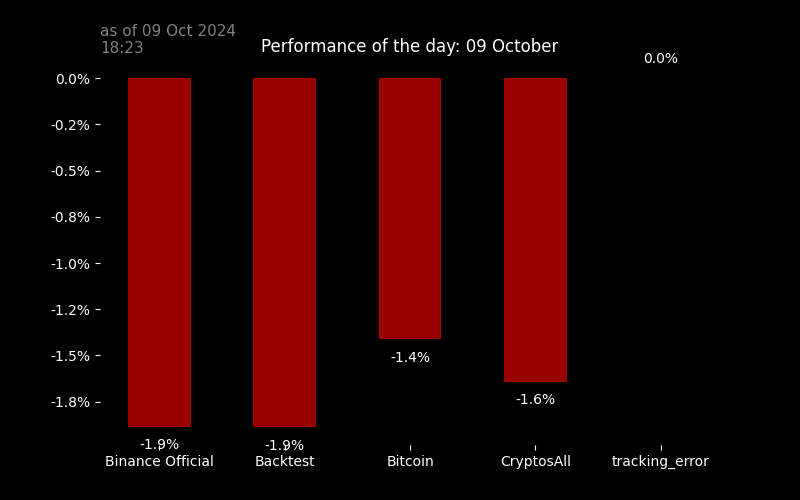 as of 09 Oct 2024
18:23
Performance of the day: 09 October
0.0%
0.0%
-0.2%
-0.5%
-0.8%
-1.0%
-1.2%
-1.5%
-1.8%
-1.4%
-1.6%
-1.9%
-1.9%
Binance Official
Backtest
Bitcoin
CryptosAll
tracking_error